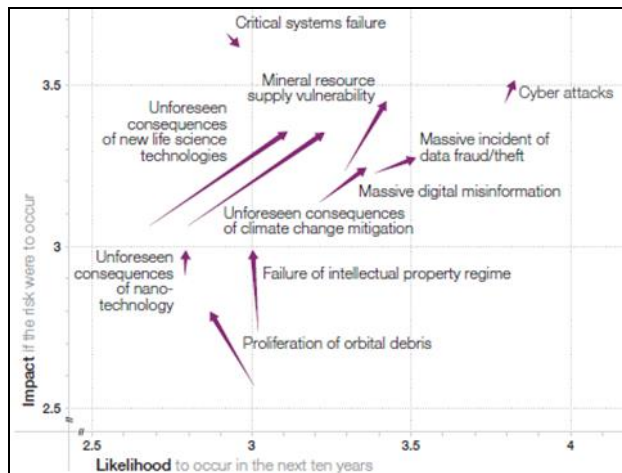 Critical systems failure
3.5
Mineral resource
supply vulnerability
Cyber attacks
Unforeseen
consequences
of new life science
technologies
Massive incident of
data fraud/theft
Massive digital misinformation
Unforeseen consequences
of climate change mitigation
3
Unforeseen
consequences
of nano-
technology
Failure of intellectual property regime
Proliferation of orbital debris
2.5
Impact if the risk were to occur
2.5
3
3.5
4
Likelihood to occur in the next ten years